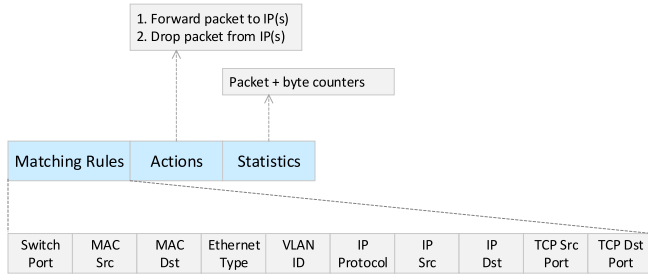 1. Forward packet to IP(s)
2. Drop packet from IP(s)
Packet + byte counters
Matching Rules
Actions
Statistics
Switch
Port
MAC
Src
MAC
Dst
Ethernet
Type
VLAN
ID
IP
Protocol
IP
Src
IP
Dst
TCP Src
Port
TCP Dst
Port